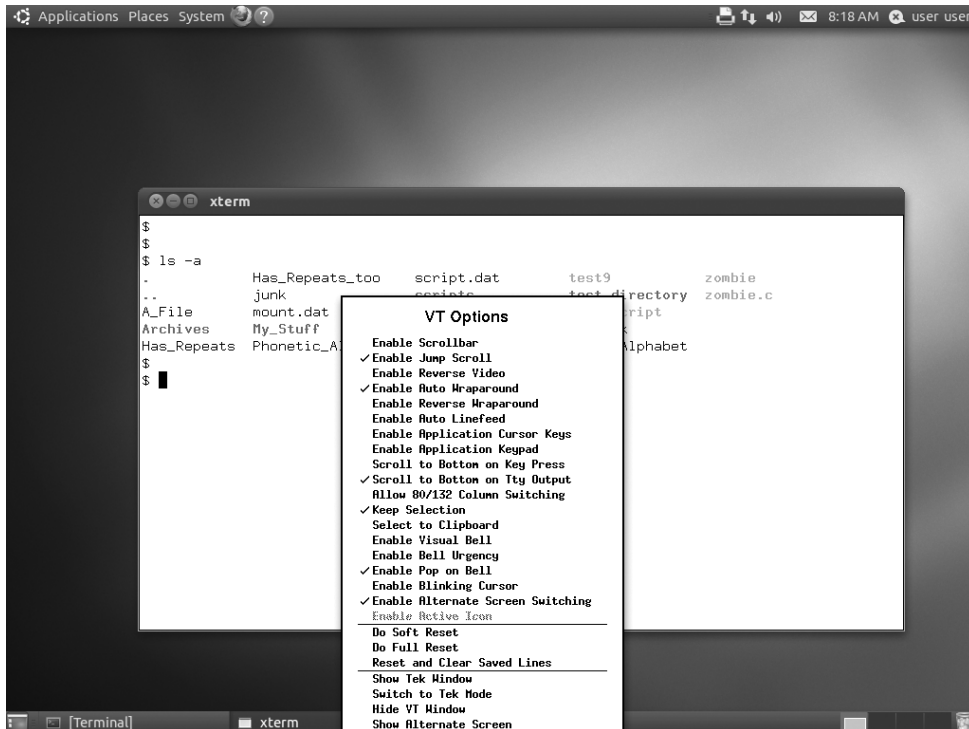 Applications Places System 8:18 AM user user
xterm
$
$
$ ls -a
. Has_Repeats_too script.dat test9 zombie
.. junk scripts test_directory zombie.c
A_File mount.dat
Archives My_Stuff
Has_Repeats Phonetic_A Alphabet
$
$
VT Options
Enable Scrollbar
✓Enable Jump Scroll
Enable Reverse Video
✓Enable Auto Wraparound
Enable Reverse Wraparound
Enable Auto Linefeed
Enable Application Cursor Keys
Enable Application Keypad
Scroll to Bottom on Key Press
✓Scroll to Bottom on Tty Output
Allow 80/132 Column Switching
✓Keep Selection
Select to Clipboard
Enable Visual Bell
Enable Bell Urgency
✓Enable Pop on Bell
Enable Blinking Cursor
✓Enable Alternate Screen Switching
Enable Active Icon
Do Soft Reset
Do Full Reset
Reset and Clear Saved Lines
Show Tek Window
Switch to Tek Mode
Hide VT Window
Show Alternate Screen
[Terminal] xterm